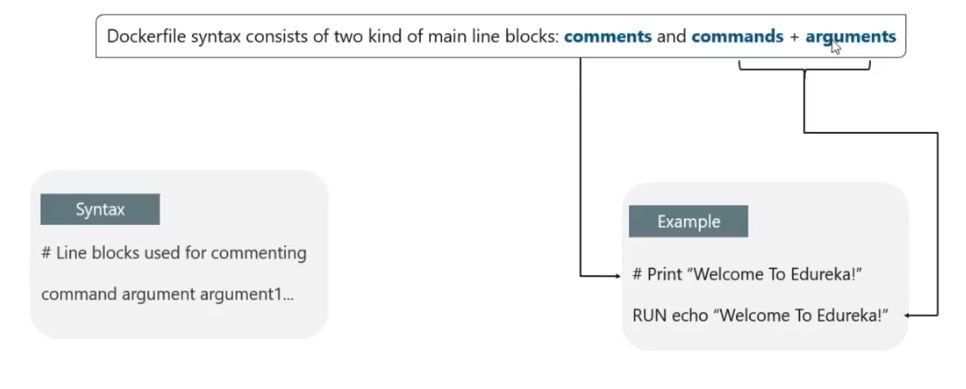 Dockerfile syntax consists of two kind of main line blocks: comments and commands + arguments
Syntax
# Line blocks used for commenting
command argument argument1...
Example
# Print “Welcome To Edureka!”
RUN echo “Welcome To Edureka!”